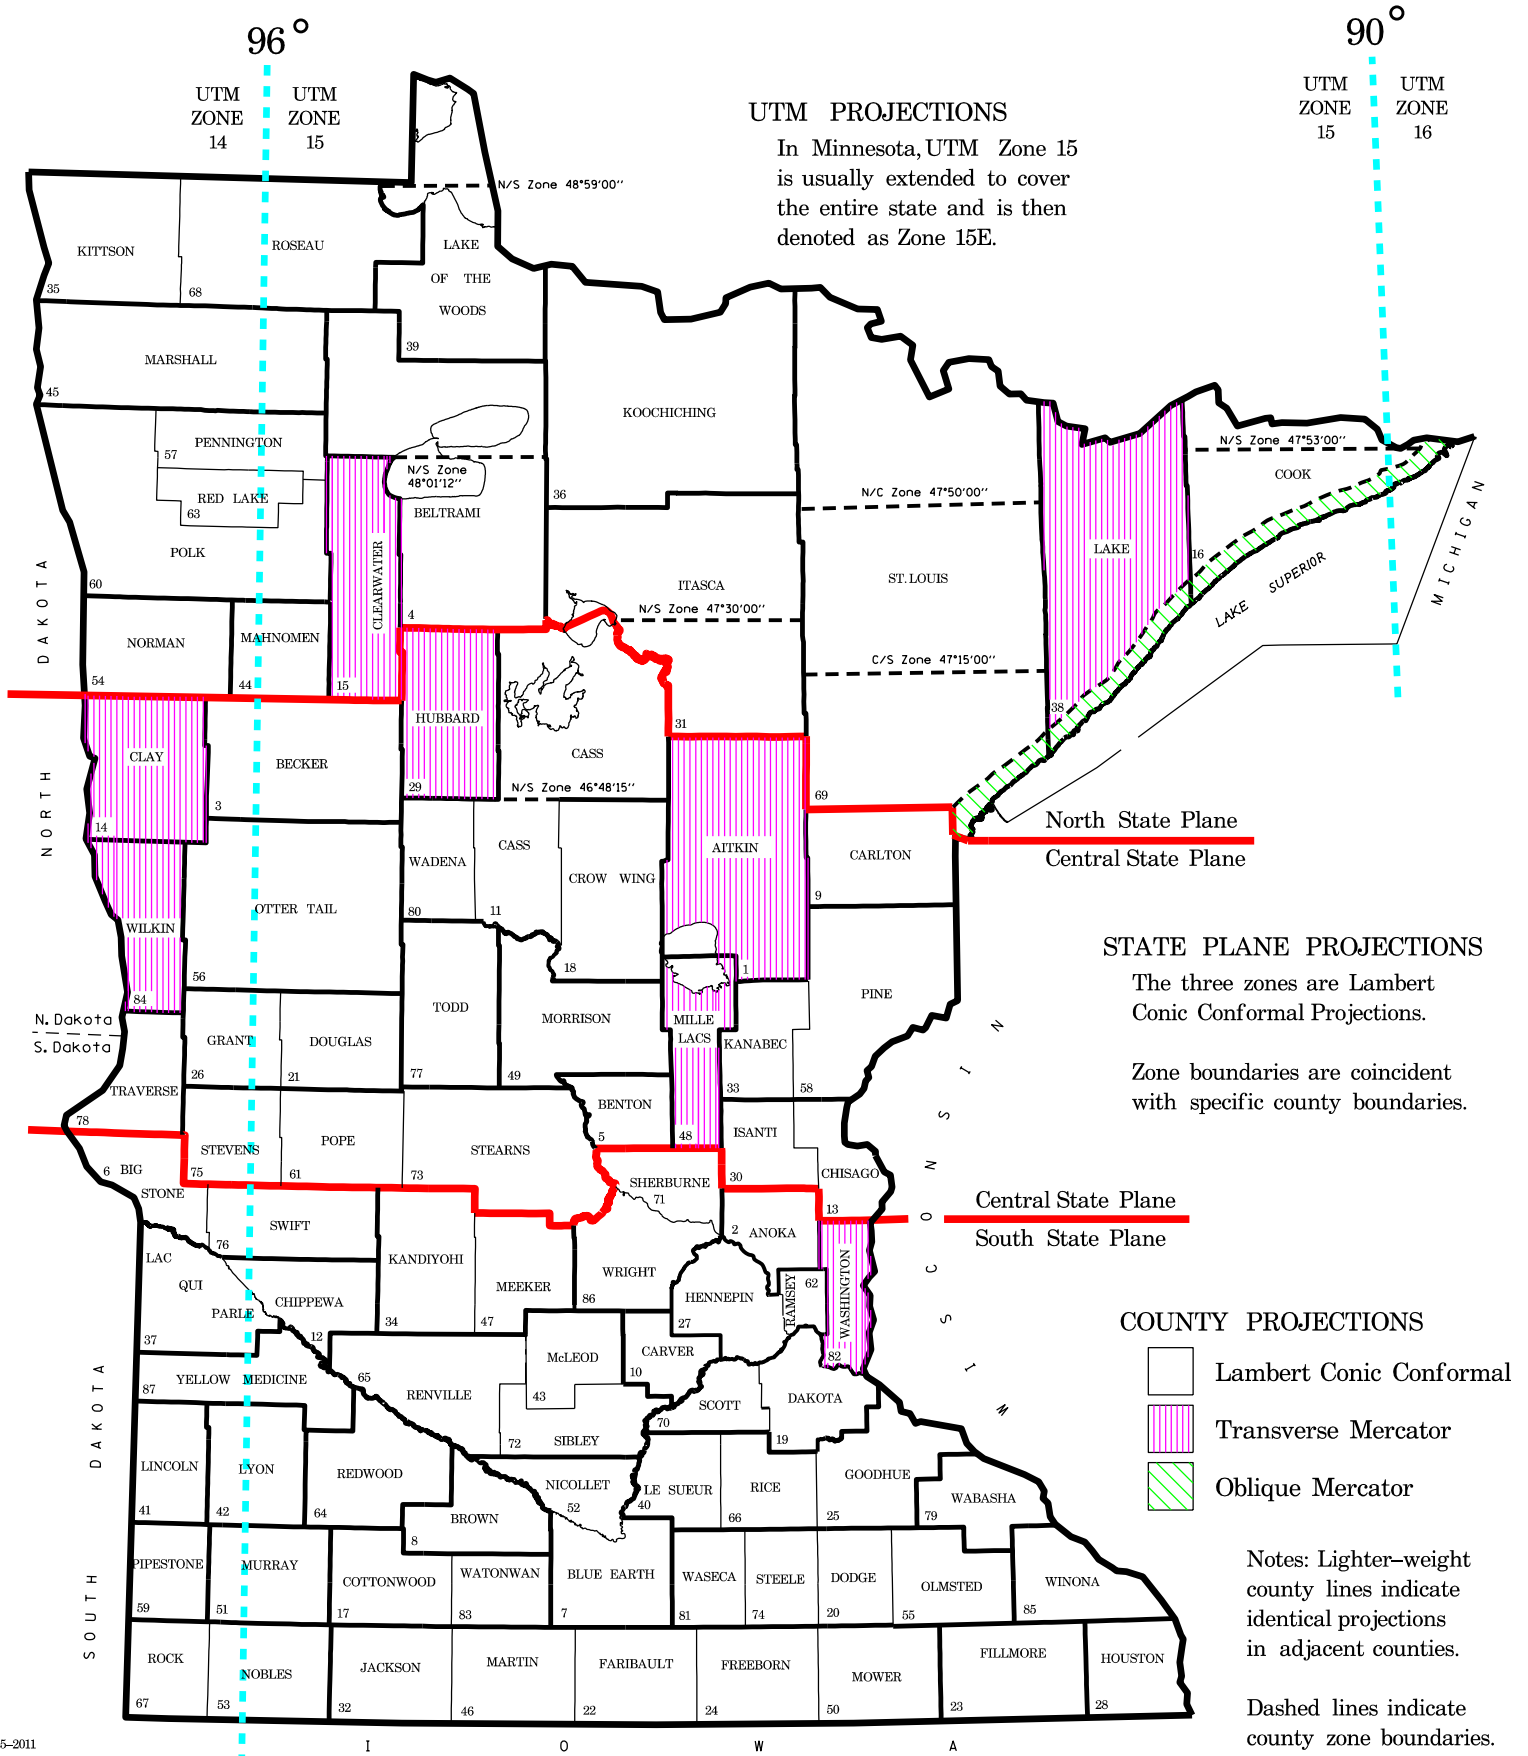 96°
90°
UTM ZONE 14
UTM ZONE 15
UTM ZONE 15
UTM ZONE 16
UTM PROJECTIONS
In Minnesota, UTM Zone 15
is usually extended to cover
the entire state and is then
denoted as Zone 15E.
N/S Zone 48°59'00''
KITTSON
35
ROSEAU
68
LAKE
OF THE
WOODS
39
MARSHALL
45
KOOCHICHING
36
PENNINGTON
57
RED LAKE
63
POLK
60
N/S Zone
48°01'12''
BELTRAMI
4
CLEARWATER
15
N/S Zone 47°53'00''
COOK
16
N/C Zone 47°50'00''
LAKE
38
ST. LOUIS
69
ITASCA
31
N/S Zone 47°30'00''
C/S Zone 47°15'00''
LAKE SUPERIOR
MICHIGAN
NORTH DAKOTA
NORMAN
54
MAHNOMEN
44
HUBBARD
29
CASS
N/S Zone 46°48'15''
CLAY
14
BECKER
3
North State Plane
Central State Plane
WADENA
80
CASS
11
CROW WING
18
AITKIN
1
CARLTON
9
WILKIN
84
OTTER TAIL
56
STATE PLANE PROJECTIONS
The three zones are Lambert
Conic Conformal Projections.
Zone boundaries are coincident
with specific county boundaries.
N. Dakota
S. Dakota
TODD
77
MORRISON
49
MILLE
LACS
48
KANABEC
33
PINE
58
GRANT
26
DOUGLAS
21
TRAVERSE
78
BENTON
5
ISANTI
30
CHISAGO
13
STEVENS
75
POPE
61
STEARNS
73
6 BIG
STONE
SHERBURNE
71
WISCONSIN
Central State Plane
South State Plane
SWIFT
76
KANDIYOHI
34
MEEKER
47
WRIGHT
86
2
ANOKA
HENNEPIN
27
RAMSEY
62
WASHINGTON
82
LAC
QUI
PARLE
37
CHIPPEWA
12
COUNTY PROJECTIONS
Lambert Conic Conformal
Transverse Mercator
Oblique Mercator
YELLOW MEDICINE
87
65
RENVILLE
McLEOD
43
CARVER
10
SCOTT
70
DAKOTA
19
72
SIBLEY
SOUTH DAKOTA
LINCOLN
41
LYON
42
REDWOOD
64
NICOLLET
52
LE SUEUR
40
RICE
66
GOODHUE
25
WABASHA
79
BROWN
8
PIPESTONE
59
MURRAY
51
COTTONWOOD
17
WATONWAN
83
BLUE EARTH
7
WASECA
81
STEELE
74
DODGE
20
OLMSTED
55
WINONA
85
ROCK
67
NOBLES
53
JACKSON
32
MARTIN
46
FARIBAULT
22
FREEBORN
24
MOWER
50
FILLMORE
23
HOUSTON
28
Notes: Lighter–weight
county lines indicate
identical projections
in adjacent counties.
Dashed lines indicate
county zone boundaries.
5–2011
IOWA